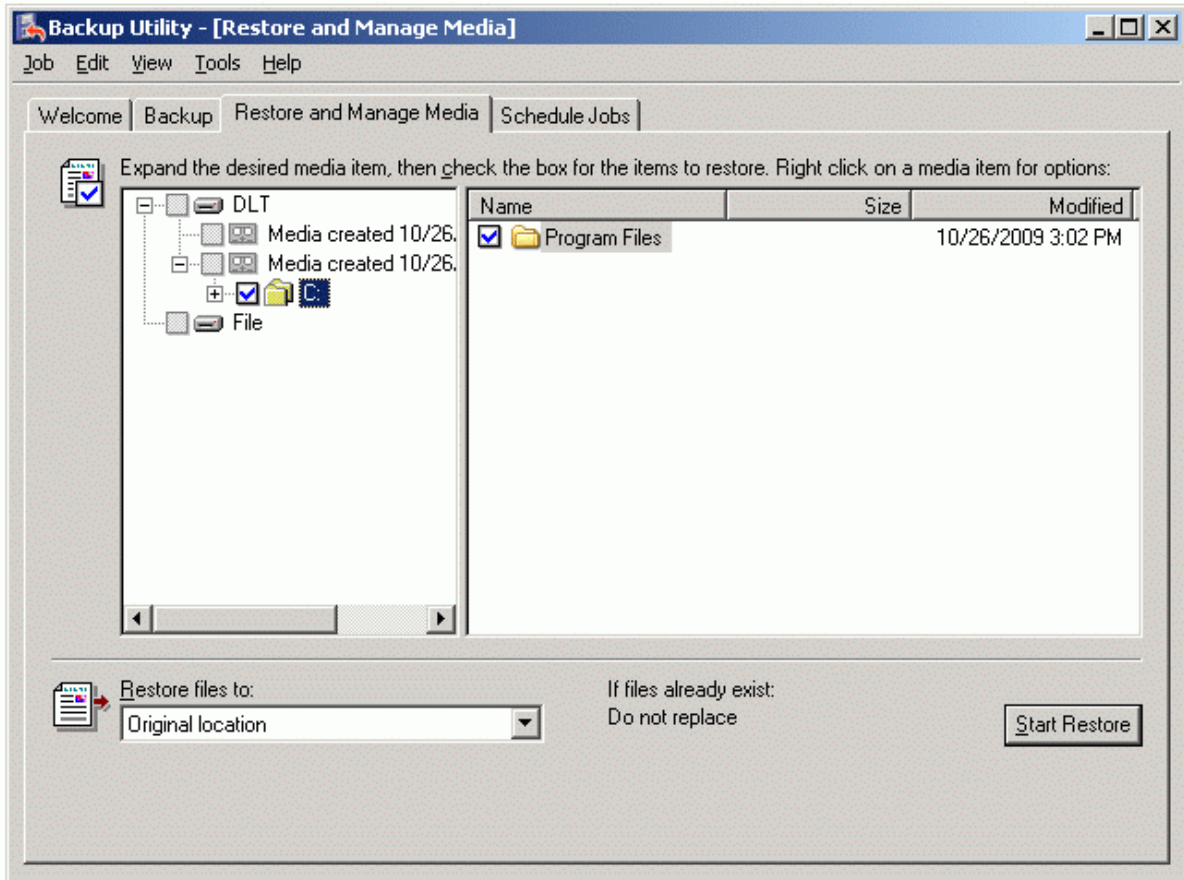 Backup Utility - [Restore and Manage Media]
Job Edit View Tools Help
Welcome Backup Restore and Manage Media Schedule Jobs
Expand the desired media item, then check the box for the items to restore. Right click on a media item for options:
DLT
Media created 10/26.
Media created 10/26.
C:
File
Name Size Modified
Program Files 10/26/2009 3:02 PM
Restore files to:
Original location
If files already exist:
Do not replace
Start Restore